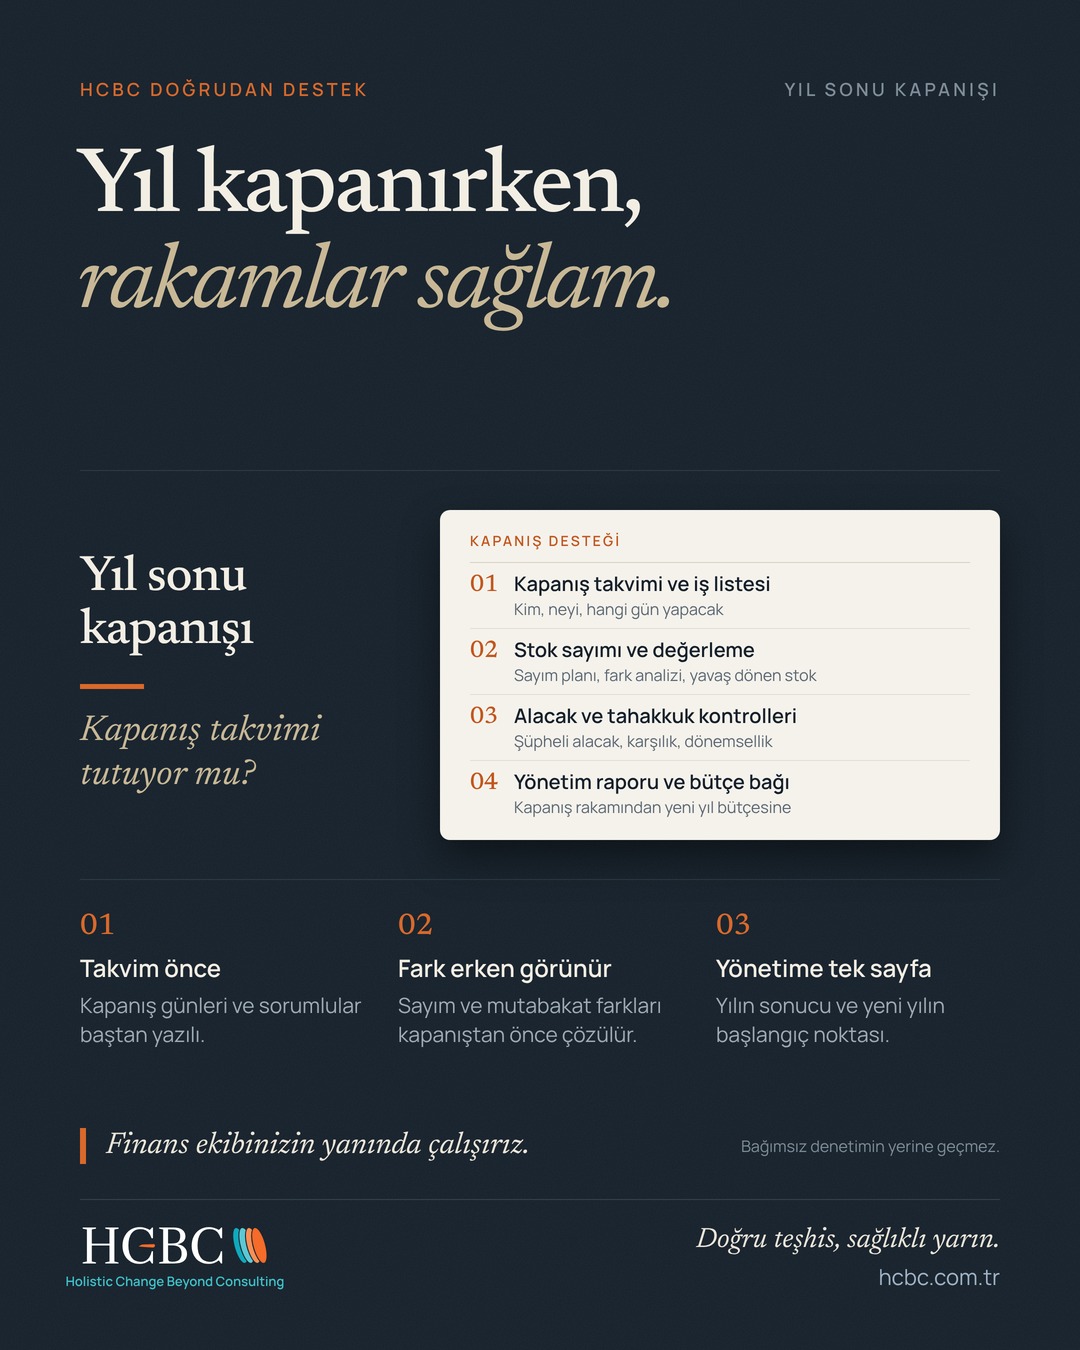 HCBC DOĞRUDAN DESTEK
YIL SONU KAPANIŞI
Yıl kapanırken,
rakamlar sağlam.
Yıl sonu
kapanışı
Kapanış takvimi
tutuyor mu?
KAPANIŞ DESTEĞİ
01 Kapanış takvimi ve iş listesi
Kim, neyi, hangi gün yapacak
02 Stok sayımı ve değerleme
Sayım planı, fark analizi, yavaş dönen stok
03 Alacak ve tahakkuk kontrolleri
Şüpheli alacak, karşılık, dönemsellik
04 Yönetim raporu ve bütçe bağı
Kapanış rakamından yeni yıl bütçesine
01
Takvim önce
Kapanış günleri ve sorumlular
baştan yazılı.
02
Fark erken görünür
Sayım ve mutabakat farkları
kapanıştan önce çözülür.
03
Yönetime tek sayfa
Yılın sonucu ve yeni yılın
başlangıç noktası.
Finans ekibinizin yanında çalışırız.
Bağımsız denetimin yerine geçmez.
HCBC
Holistic Change Beyond Consulting
Doğru teşhis, sağlıklı yarın.
hcbc.com.tr